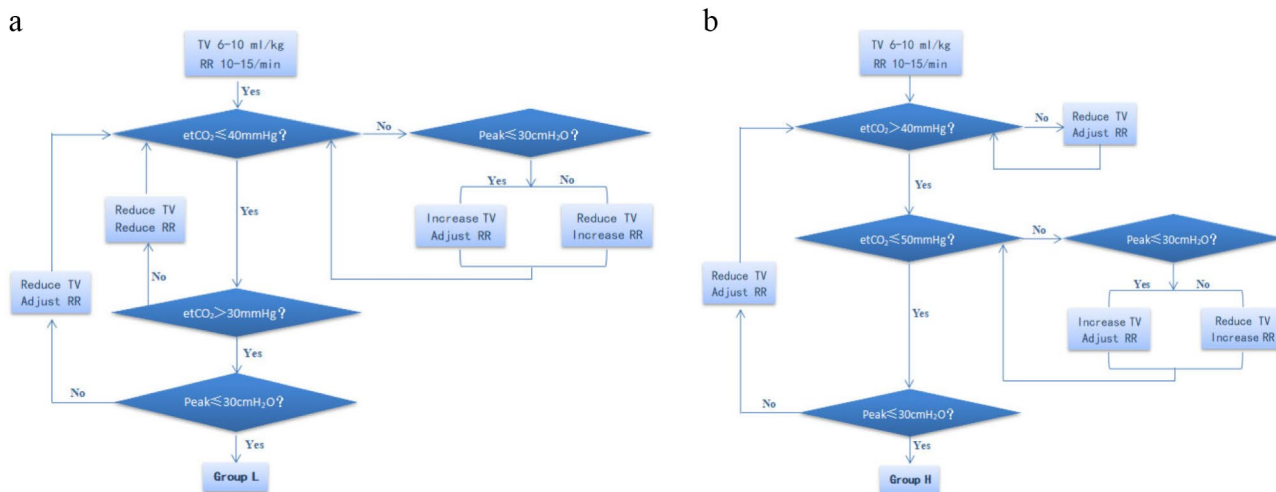 a
TV 6-10 ml/kg
RR 10-15/min
Yes
etCO₂≤40mmHg?
No
Peak≤30cmH₂O?
Yes
No
Increase TV
Adjust RR
Reduce TV
Increase RR
Yes
Reduce TV
Reduce RR
No
Reduce TV
Adjust RR
etCO₂>30mmHg?
Yes
No
Peak≤30cmH₂O?
Yes
Group L
b
TV 6-10 ml/kg
RR 10-15/min
etCO₂>40mmHg?
No
Reduce TV
Adjust RR
Yes
etCO₂≤50mmHg?
No
Peak≤30cmH₂O?
Yes
No
Increase TV
Adjust RR
Reduce TV
Increase RR
Reduce TV
Adjust RR
Yes
No
Peak≤30cmH₂O?
Yes
Group H